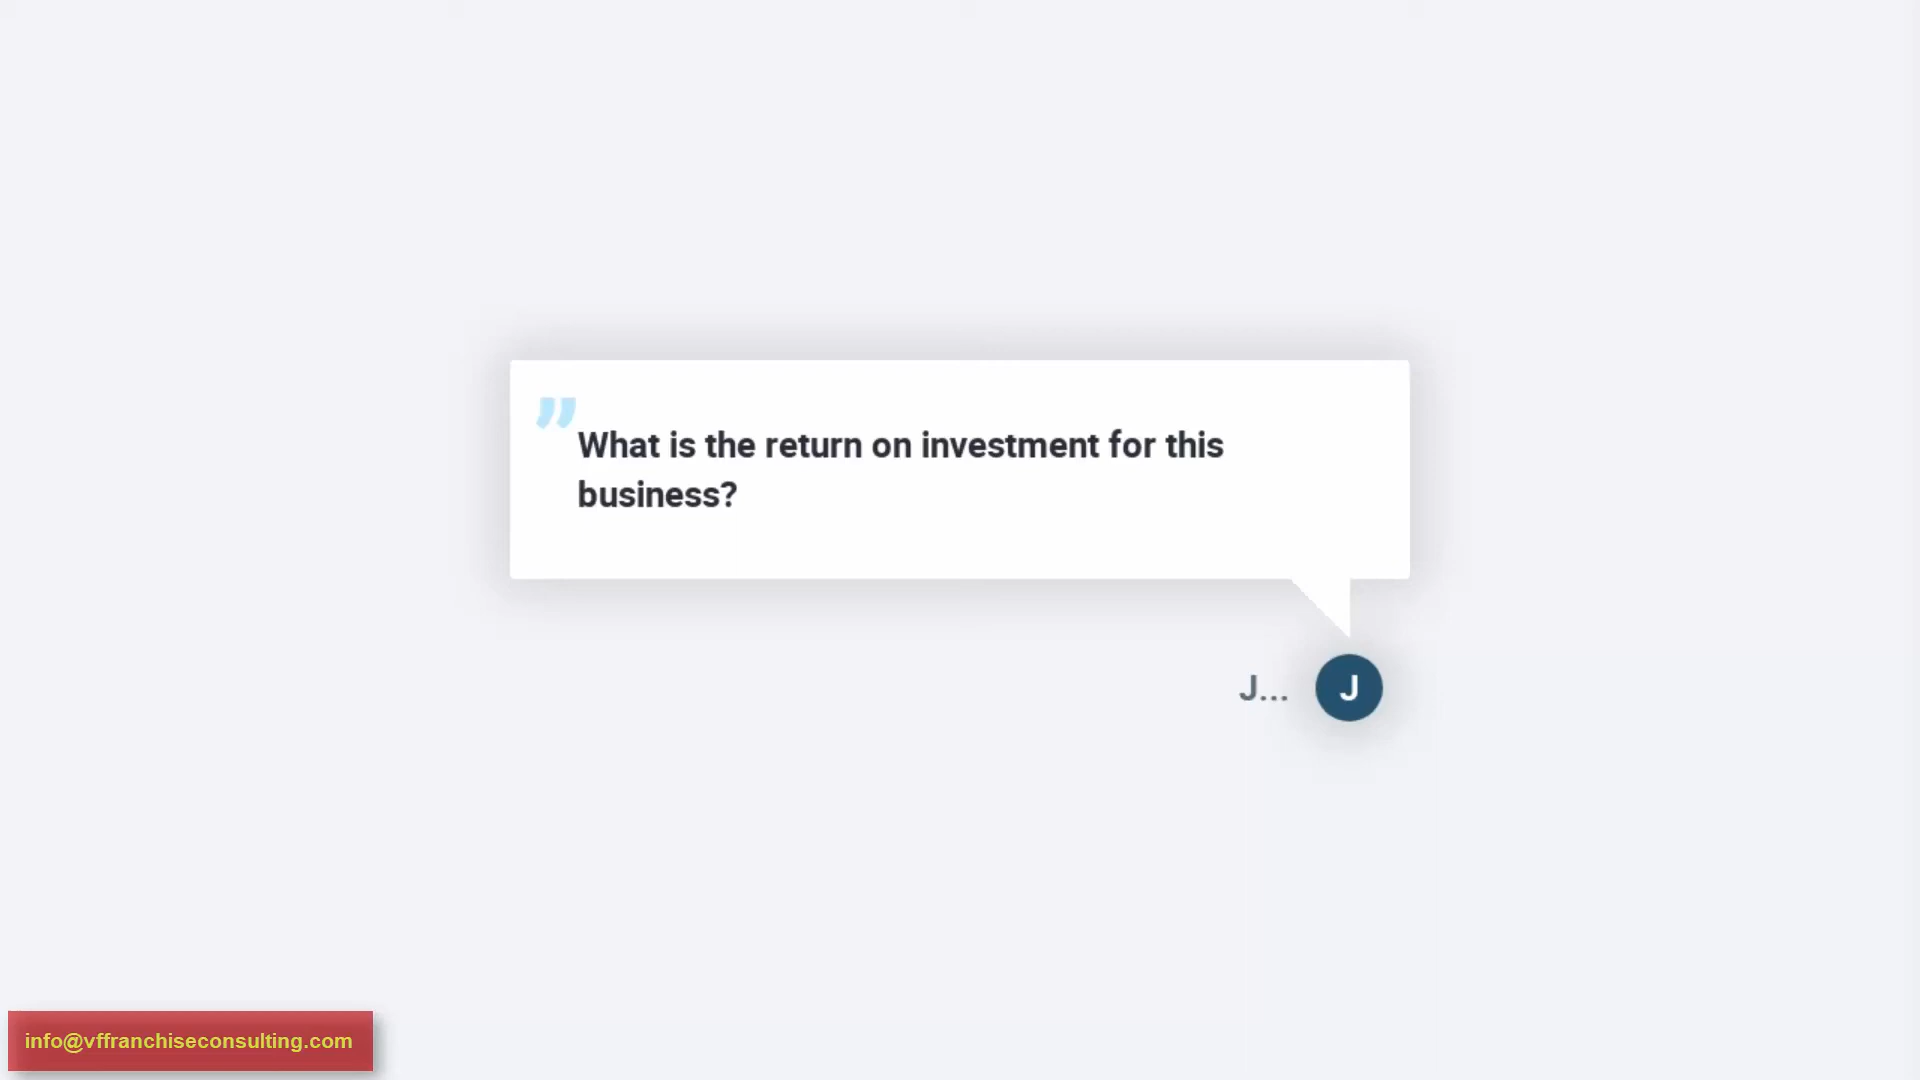 ”
What is the return on investment for this
business?
J... J
info@vffranchiseconsulting.com